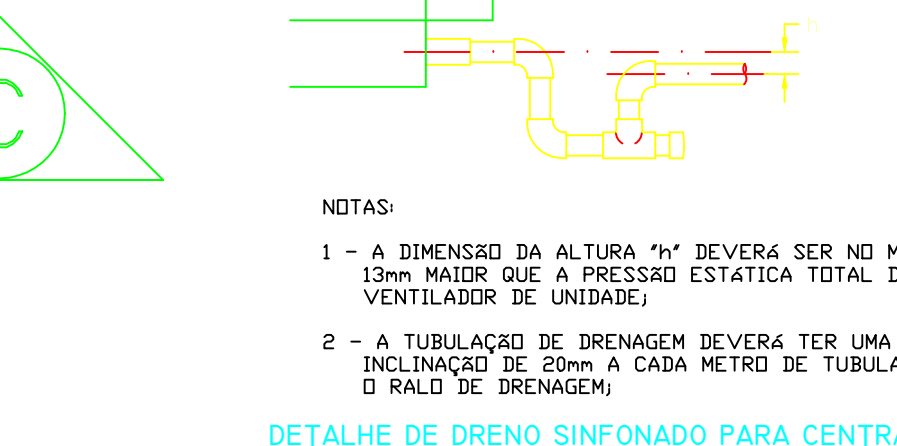 h
NOTAS:
1 - A DIMENSÃO DA ALTURA "h" DEVERá SER NO M
13mm MAIOR QUE A PRESSÃO ESTáTICA TOTAL D
VENTILADOR DE UNIDADE;
2 - A TUBULAÇÃO DE DRENAGEM DEVERá TER UMA
INCLINAÇÃO DE 20mm A CADA METRO DE TUBULA
O RALO DE DRENAGEM;
DETALHE DE DRENO SINFONADO PARA CENTRA